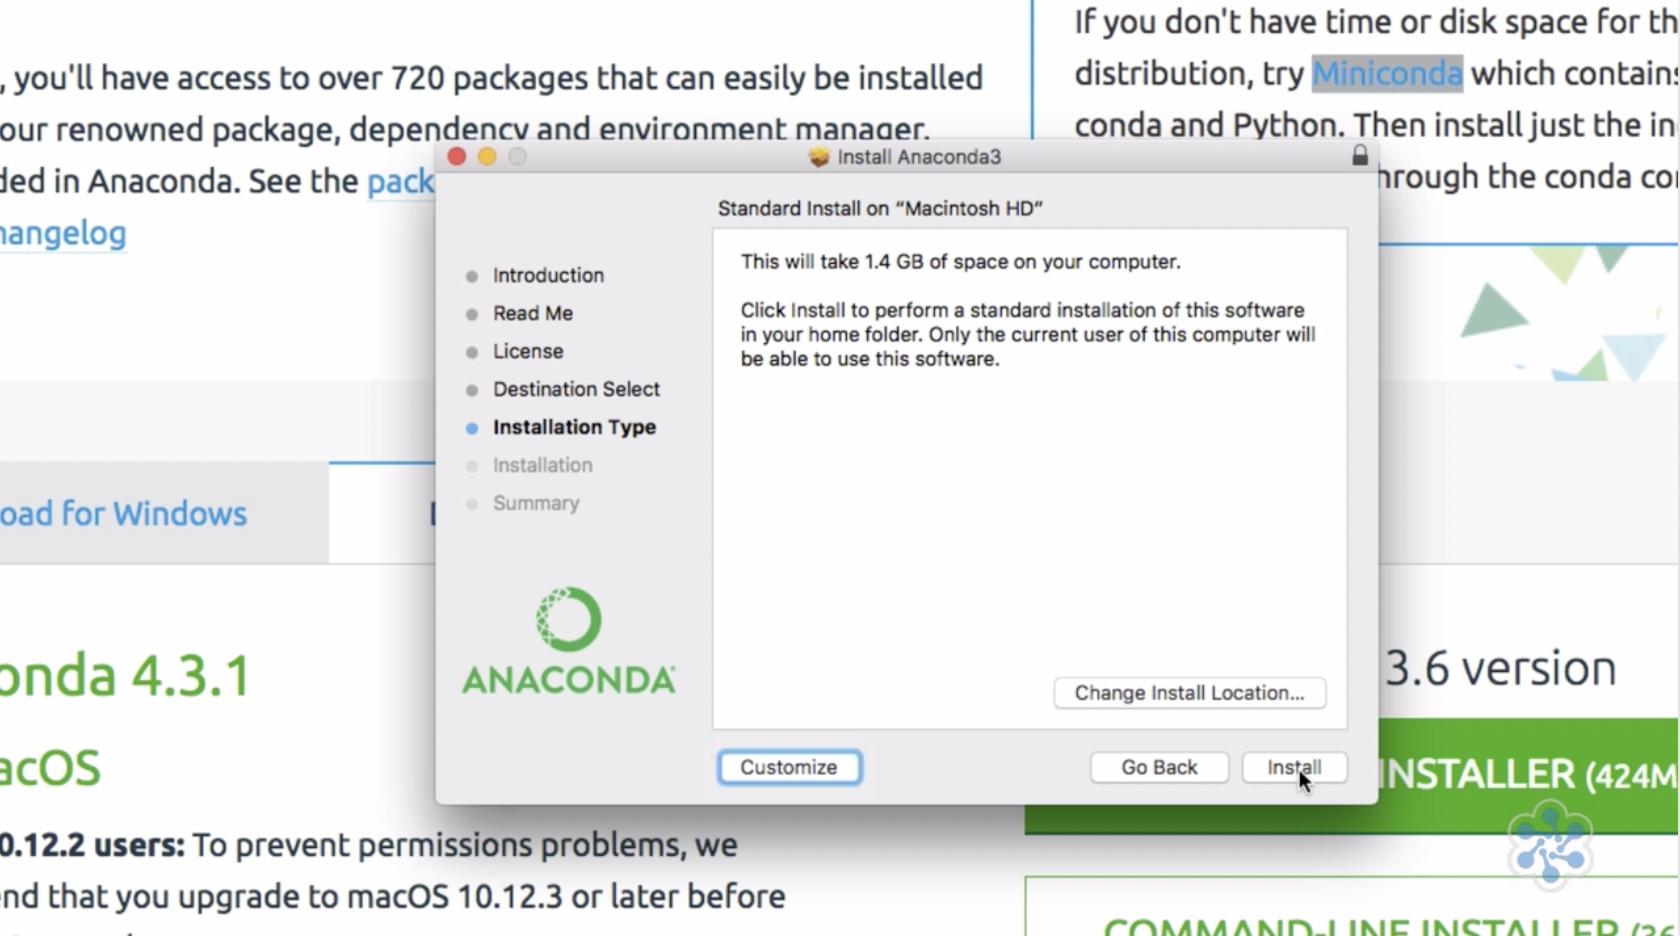 , you'll have access to over 720 packages that can easily be installed
our renowned package, dependency and environment manager.
ded in Anaconda. See the pack
hangelog
If you don't have time or disk space for th
distribution, try Miniconda which contains
conda and Python. Then install just the in
hrough the conda co
Install Anaconda3
Standard Install on “Macintosh HD”
Introduction
Read Me
License
Destination Select
Installation Type
Installation
Summary
ANACONDA
This will take 1.4 GB of space on your computer.
Click Install to perform a standard installation of this software
in your home folder. Only the current user of this computer will
be able to use this software.
Change Install Location...
Customize
Go Back
Install
oad for Windows
onda 4.3.1
acOS
0.12.2 users: To prevent permissions problems, we
end that you upgrade to macOS 10.12.3 or later before
3.6 version
INSTALLER (424M
COMMAND-LINE INSTALLER